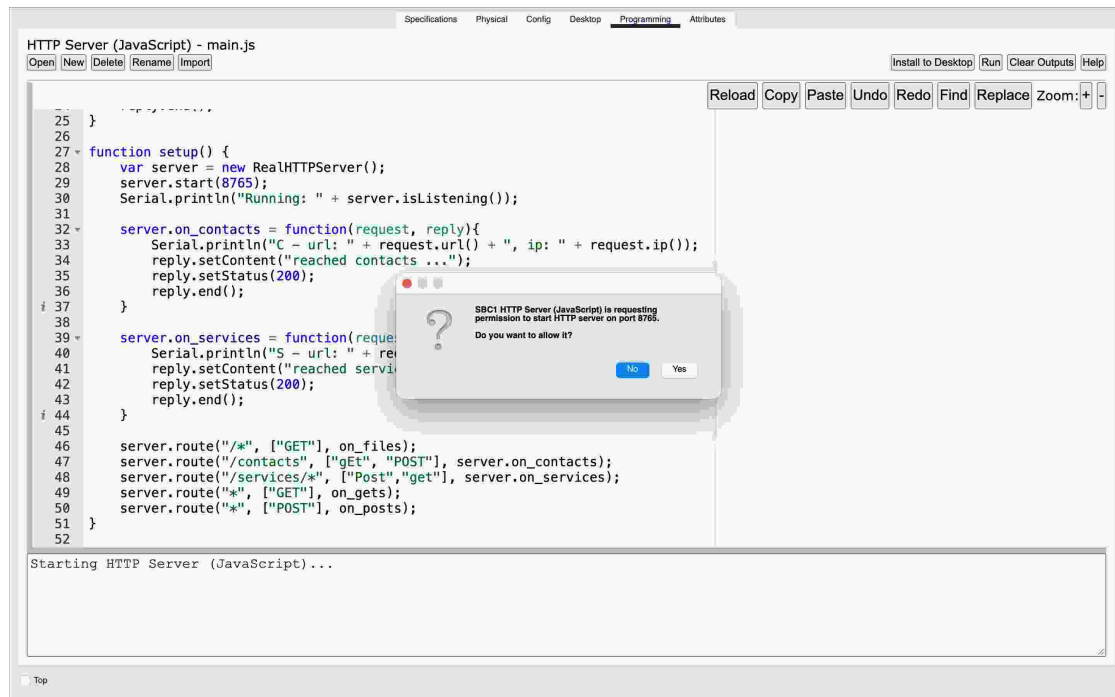 Specifications Physical Config Desktop Programming Attributes
HTTP Server (JavaScript) - main.js
Open New Delete Rename Import Install to Desktop Run Clear Outputs Help
Reload Copy Paste Undo Redo Find Replace Zoom: + -
25 }
26
27 function setup() {
28 var server = new RealHTTPServer();
29 server.start(8765);
30 Serial.println("Running: " + server.isListening());
31
32 server.on_contacts = function(request, reply){
33 Serial.println("C - url: " + request.url() + ", ip: " + request.ip());
34 reply.setContent("reached contacts ...");
35 reply.setStatus(200);
36 reply.end();
i 37 }
38
39 server.on_services = function(reque
40 Serial.println("S - url: " + re
41 reply.setContent("reached servi
42 reply.setStatus(200);
43 reply.end();
i 44 }
45
46 server.route("/*", ["GET"], on_files);
47 server.route("/contacts", ["gEt", "POST"], server.on_contacts);
48 server.route("/services/*", ["Post","get"], server.on_services);
49 server.route("*", ["GET"], on_gets);
50 server.route("*", ["POST"], on_posts);
51 }
52
SBC1 HTTP Server (JavaScript) is requesting
permission to start HTTP server on port 8765.
Do you want to allow it?
No Yes
Starting HTTP Server (JavaScript)...
Top